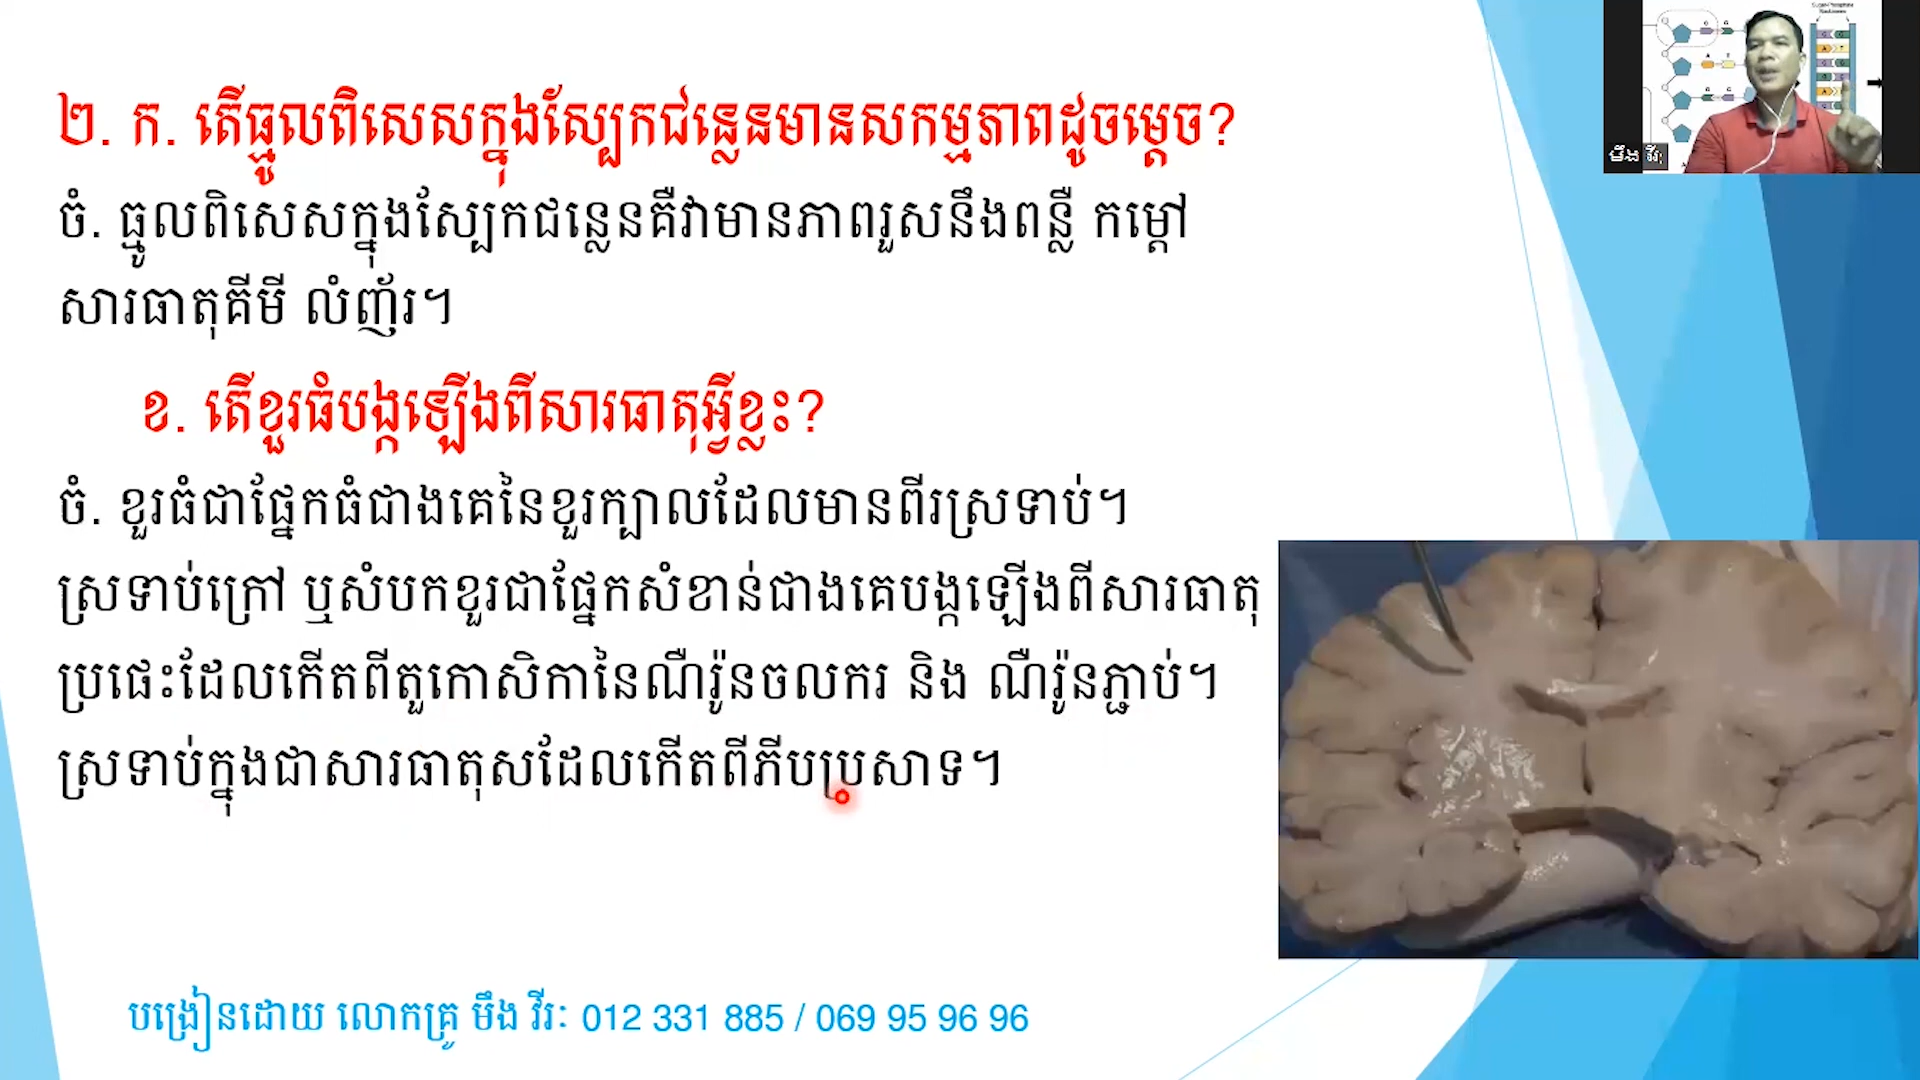 ២. ក. តើធ្មូលពិសេសក្នុងស្បែកជន្លេនមានសកម្មភាពដូចម្ដេច?
ចំ. ធ្មូលពិសេសក្នុងស្បែកជន្លេនគឺវាមានភាពរួសនឹងពន្លឺ កម្ដៅ
សារធាតុគីមី លំញ័រ។
ខ. តើខួរធំបង្កឡើងពីសារធាតុអ្វីខ្លះ?
ចំ. ខួរធំជាផ្នែកធំជាងគេនៃខួរក្បាលដែលមានពីរស្រទាប់។
ស្រទាប់ក្រៅ ឬសំបកខួរជាផ្នែកសំខាន់ជាងគេបង្កឡើងពីសារធាតុ
ប្រផេះដែលកើតពីតួកោសិកានៃណឺរ៉ូនចលករ និង ណឺរ៉ូនភ្ជាប់។
ស្រទាប់ក្នុងជាសារធាតុសដែលកើតពីភីបប្រសាទ។
បង្រៀនដោយ លោកគ្រូ មឹង វីរៈ 012 331 885 / 069 95 96 96
មឹង វីរៈ
Sugar-Phosphate